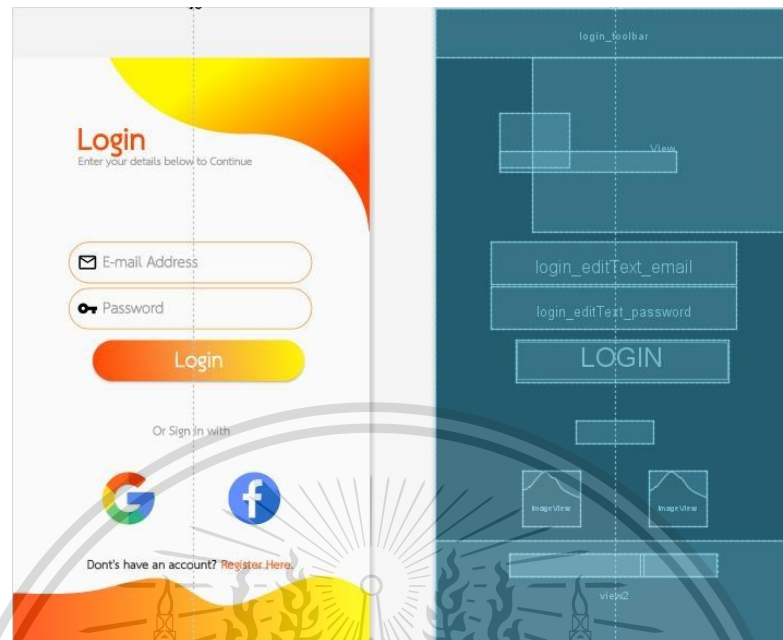 login_toolbar
Login
Enter your details below to Continue
View
E-mail Address
login_editText_email
Password
login_editText_password
Login
LOGIN
Or Sign in with
ImageView
ImageView
Dont's have an account? Register Here.
view2